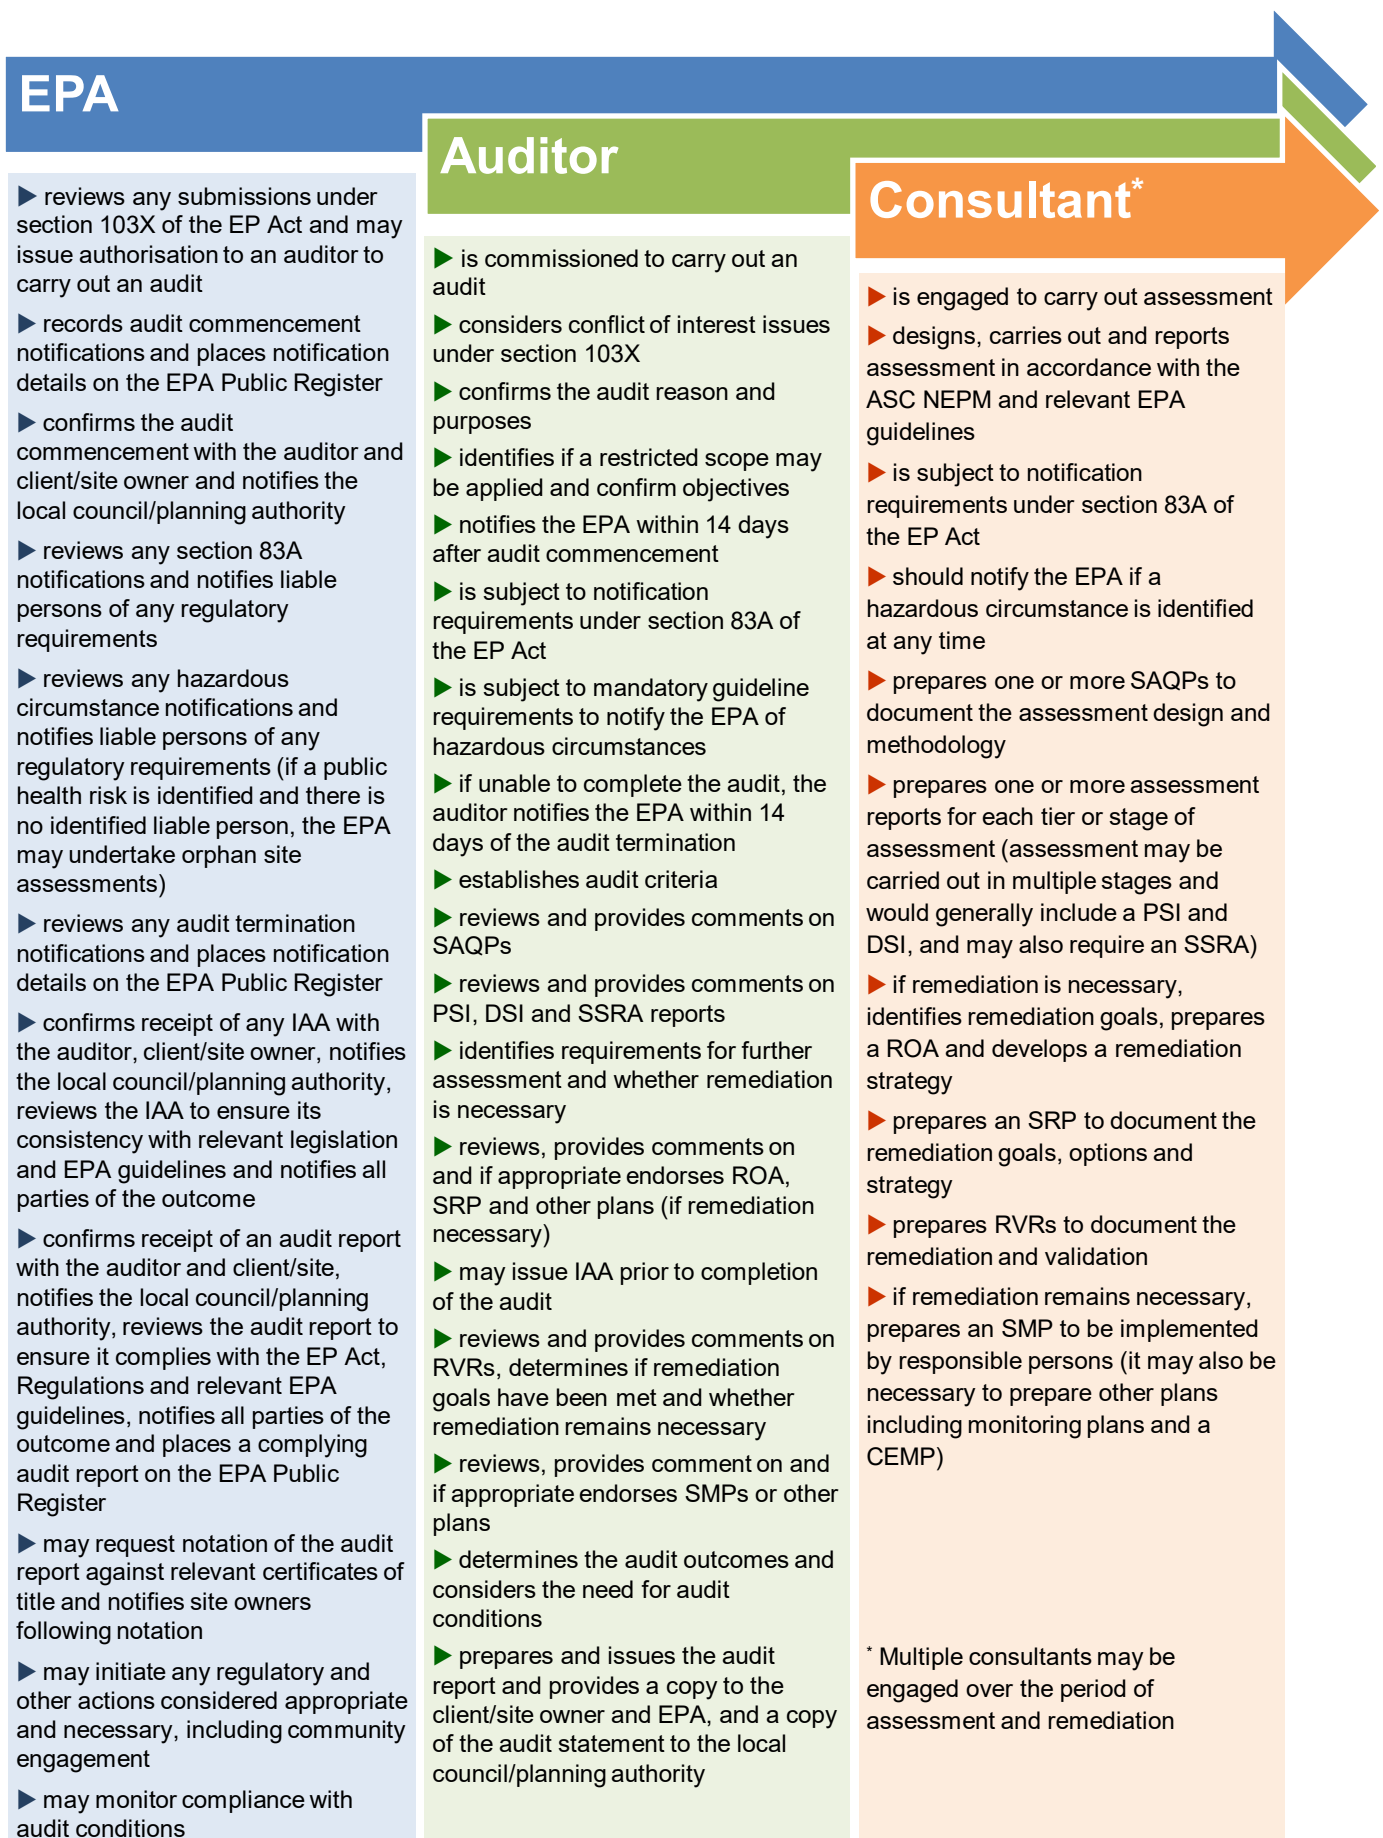 EPA
▶ reviews any submissions under
section 103X of the EP Act and may
issue authorisation to an auditor to
carry out an audit
▶ records audit commencement
notifications and places notification
details on the EPA Public Register
▶ confirms the audit
commencement with the auditor and
client/site owner and notifies the
local council/planning authority
▶ reviews any section 83A
notifications and notifies liable
persons of any regulatory
requirements
▶ reviews any hazardous
circumstance notifications and
notifies liable persons of any
regulatory requirements (if a public
health risk is identified and there is
no identified liable person, the EPA
may undertake orphan site
assessments)
▶ reviews any audit termination
notifications and places notification
details on the EPA Public Register
▶ confirms receipt of any IAA with
the auditor, client/site owner, notifies
the local council/planning authority,
reviews the IAA to ensure its
consistency with relevant legislation
and EPA guidelines and notifies all
parties of the outcome
▶ confirms receipt of an audit report
with the auditor and client/site,
notifies the local council/planning
authority, reviews the audit report to
ensure it complies with the EP Act,
Regulations and relevant EPA
guidelines, notifies all parties of the
outcome and places a complying
audit report on the EPA Public
Register
▶ may request notation of the audit
report against relevant certificates of
title and notifies site owners
following notation
▶ may initiate any regulatory and
other actions considered appropriate
and necessary, including community
engagement
▶ may monitor compliance with
audit conditions
Auditor
▶ is commissioned to carry out an
audit
▶ considers conflict of interest issues
under section 103X
▶ confirms the audit reason and
purposes
▶ identifies if a restricted scope may
be applied and confirm objectives
▶ notifies the EPA within 14 days
after audit commencement
▶ is subject to notification
requirements under section 83A of
the EP Act
▶ is subject to mandatory guideline
requirements to notify the EPA of
hazardous circumstances
▶ if unable to complete the audit, the
auditor notifies the EPA within 14
days of the audit termination
▶ establishes audit criteria
▶ reviews and provides comments on
SAQPs
▶ reviews and provides comments on
PSI, DSI and SSRA reports
▶ identifies requirements for further
assessment and whether remediation
is necessary
▶ reviews, provides comments on
and if appropriate endorses ROA,
SRP and other plans (if remediation
necessary)
▶ may issue IAA prior to completion
of the audit
▶ reviews and provides comments on
RVRs, determines if remediation
goals have been met and whether
remediation remains necessary
▶ reviews, provides comment on and
if appropriate endorses SMPs or other
plans
▶ determines the audit outcomes and
considers the need for audit
conditions
▶ prepares and issues the audit
report and provides a copy to the
client/site owner and EPA, and a copy
of the audit statement to the local
council/planning authority
Consultant*
▶ is engaged to carry out assessment
▶ designs, carries out and reports
assessment in accordance with the
ASC NEPM and relevant EPA
guidelines
▶ is subject to notification
requirements under section 83A of
the EP Act
▶ should notify the EPA if a
hazardous circumstance is identified
at any time
▶ prepares one or more SAQPs to
document the assessment design and
methodology
▶ prepares one or more assessment
reports for each tier or stage of
assessment (assessment may be
carried out in multiple stages and
would generally include a PSI and
DSI, and may also require an SSRA)
▶ if remediation is necessary,
identifies remediation goals, prepares
a ROA and develops a remediation
strategy
▶ prepares an SRP to document the
remediation goals, options and
strategy
▶ prepares RVRs to document the
remediation and validation
▶ if remediation remains necessary,
prepares an SMP to be implemented
by responsible persons (it may also be
necessary to prepare other plans
including monitoring plans and a
CEMP)
* Multiple consultants may be
engaged over the period of
assessment and remediation